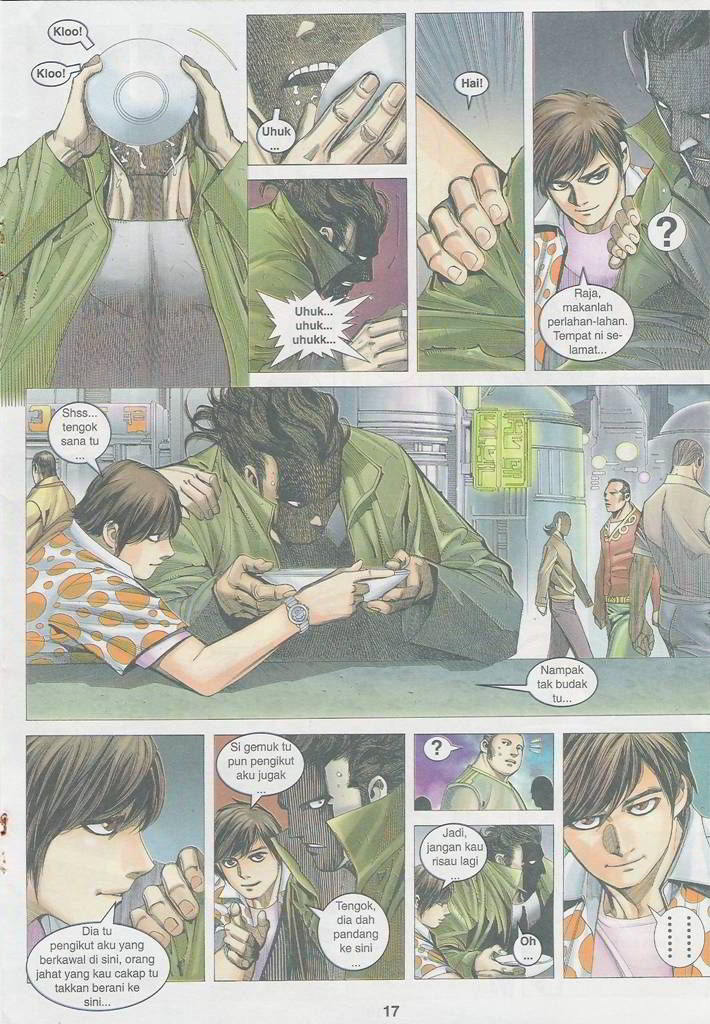 Kloo!
Kloo!
Uhuk
...
Uhuk...
uhuk...
uhukk...
Hai!
?
Raja,
makanlah
perlahan-lahan.
Tempat ni se-
lamat...
Shss...
tengok
sana tu
...
Nampak
tak budak
tu...
Dia tu
pengikut aku yang
berkawal di sini, orang
jahat yang kau cakap tu
takkan berani ke
sini...
Si gemuk tu
pun pengikut
aku jugak
...
Tengok,
dia dah
pandang
ke sini
...
?
Jadi,
jangan kau
risau lagi
...
Oh
...
17